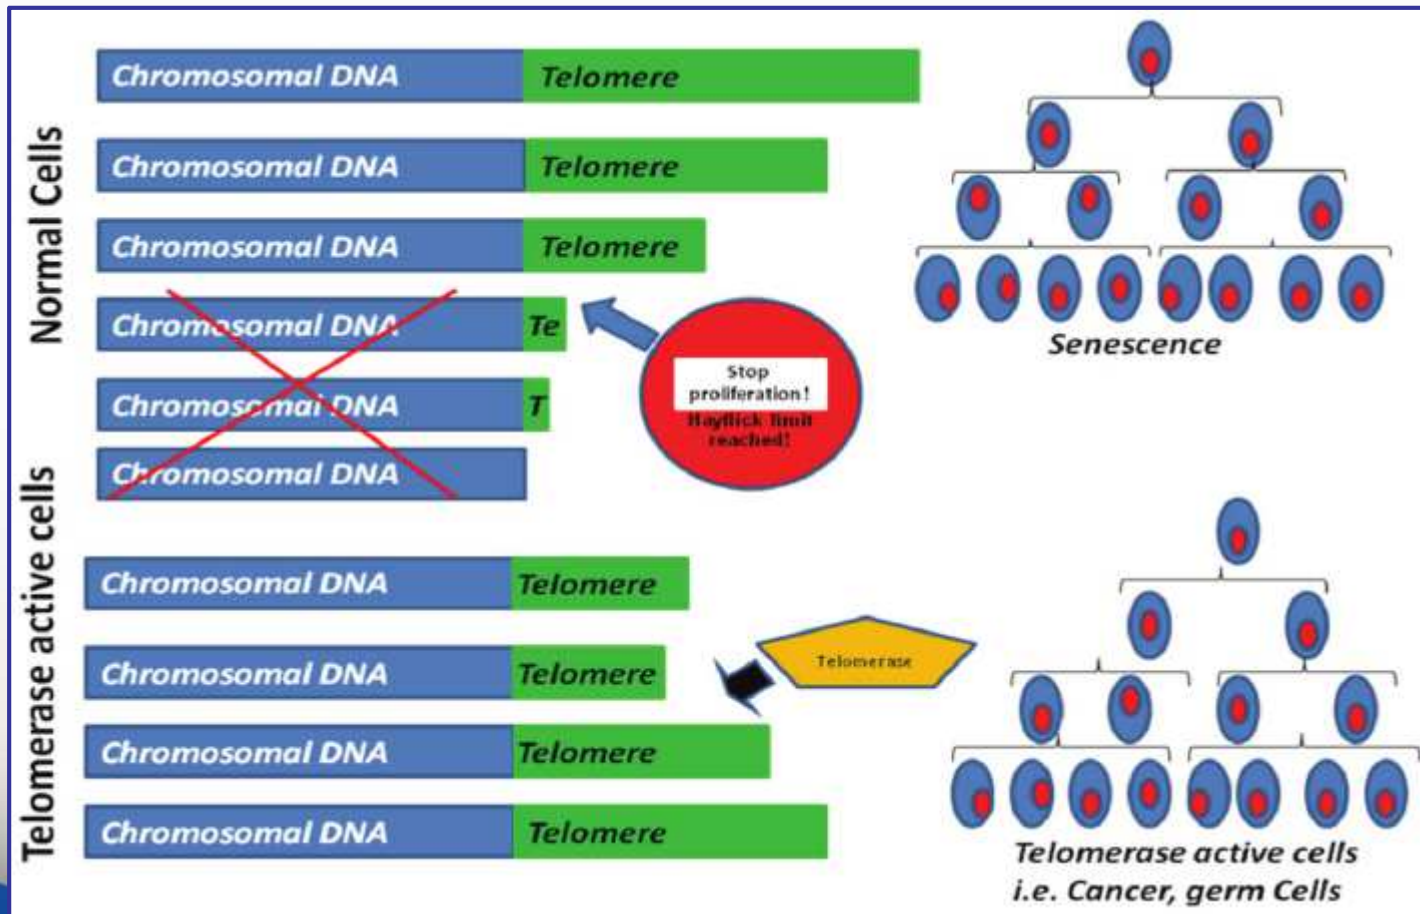 Normal Cells
Chromosomal DNA
Telomere
Chromosomal DNA
Telomere
Chromosomal DNA
Telomere
Chromosomal DNA
Te
Chromosomal DNA
T
Chromosomal DNA
Stop
proliferation!
Hayflick limit
reached!
Senescence
Telomerase active cells
Chromosomal DNA
Telomere
Chromosomal DNA
Telomere
Chromosomal DNA
Telomere
Chromosomal DNA
Telomere
Telomerase
Telomerase active cells
i.e. Cancer, germ Cells